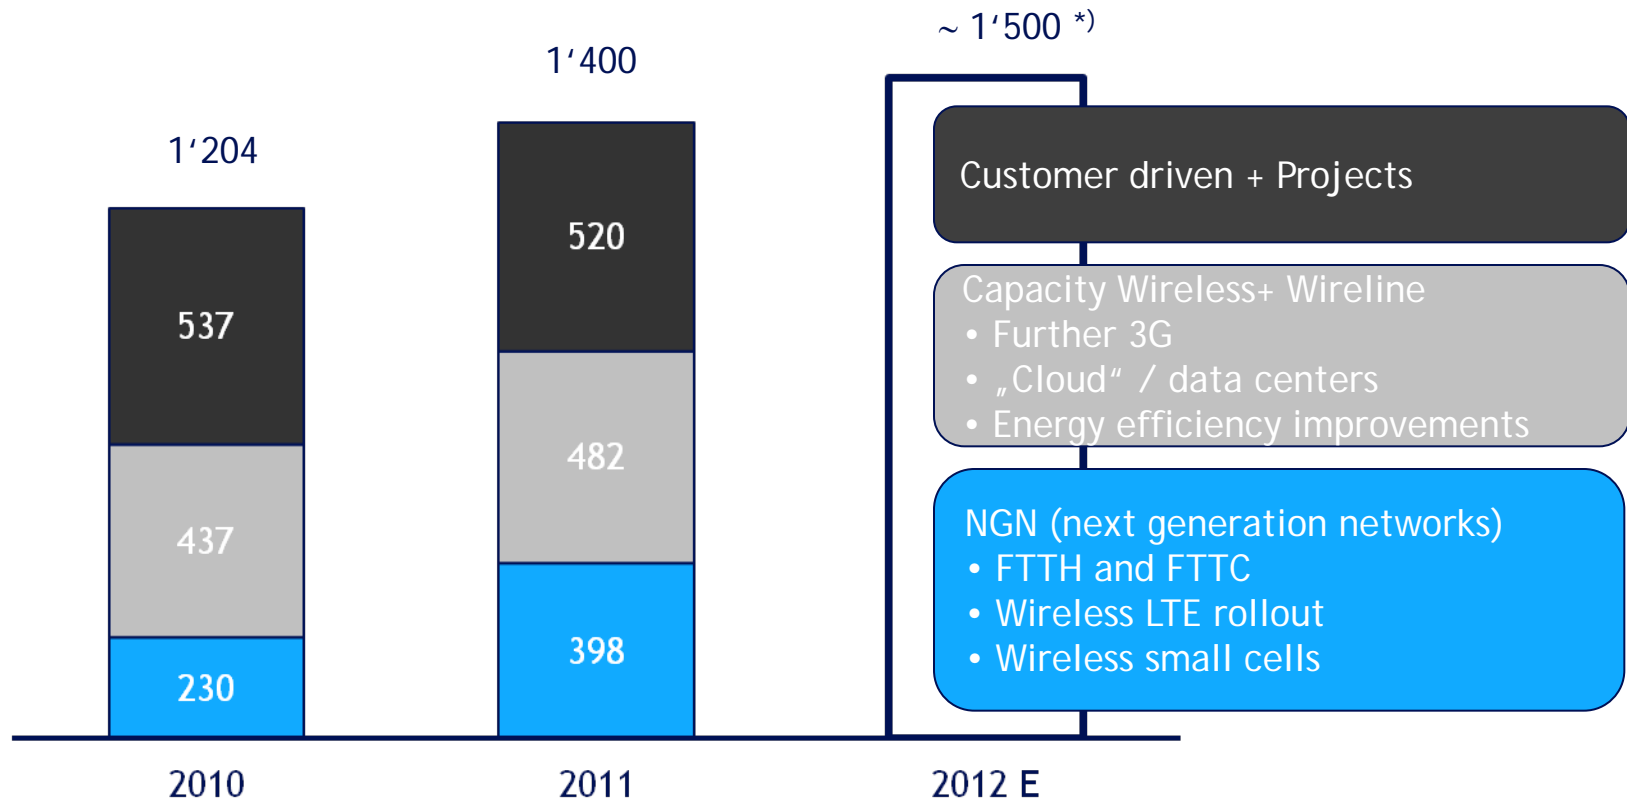 ~ 1‘500 *)
1‘400
1‘204
537
437
230
520
482
398
Customer driven + Projects
Capacity Wireless+ Wireline
• Further 3G
• „Cloud“ / data centers
• Energy efficiency improvements
NGN (next generation networks)
• FTTH and FTTC
• Wireless LTE rollout
• Wireless small cells
2010
2011
2012 E